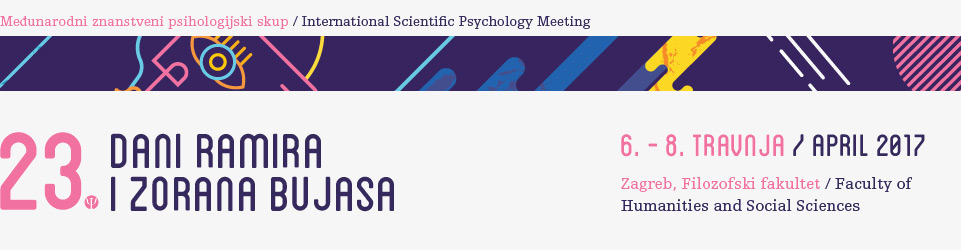 Međunarodni znanstveni psihologijski skup / International Scientific Psychology Meeting
23.
DANI RAMIRA
I ZORANA BUJASA
6. - 8. TRAVNJA / APRIL 2017
Zagreb, Filozofski fakultet / Faculty of
Humanities and Social Sciences